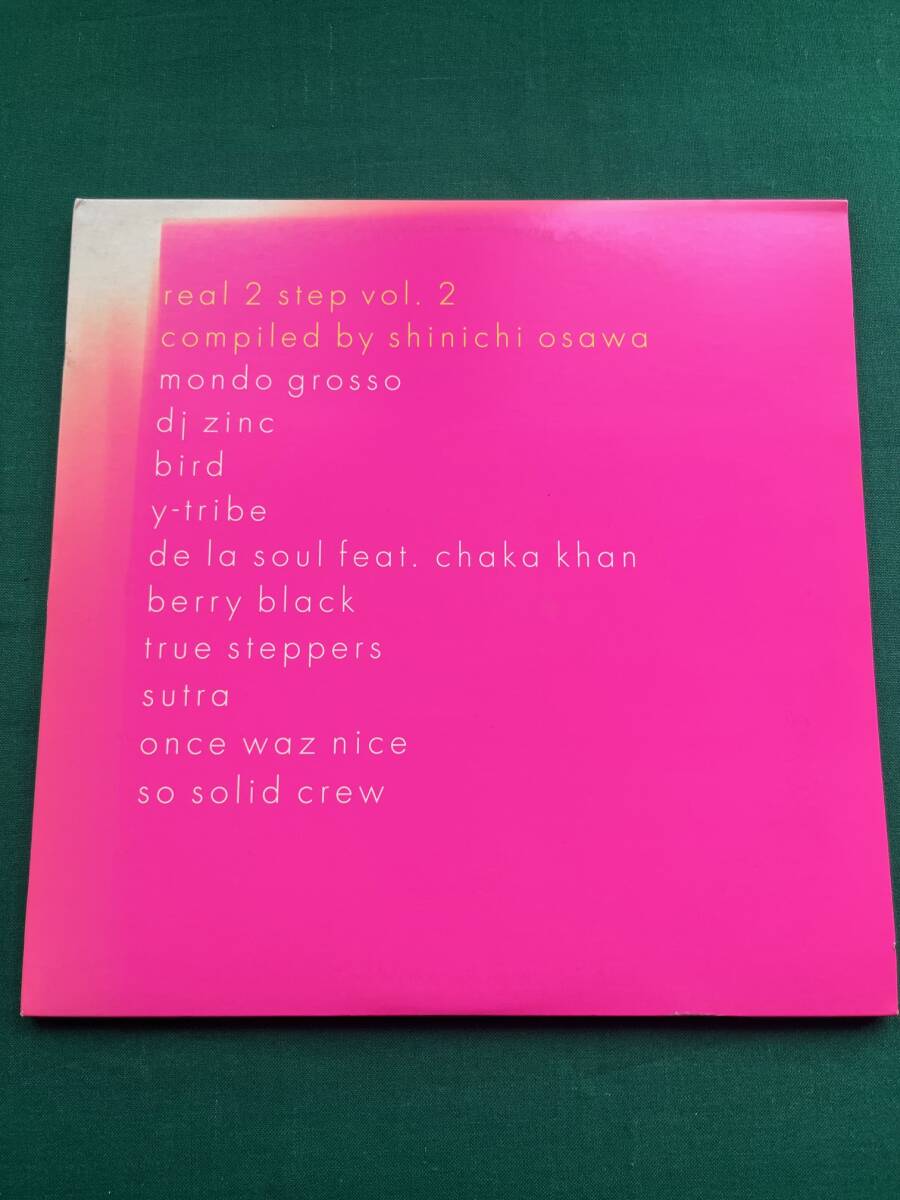 real 2 step vol. 2
compiled by shinichi osawa
mondo grosso
dj zinc
bird
y-tribe
de la soul feat. chaka khan
berry black
true steppers
sutra
once waz nice
so solid crew